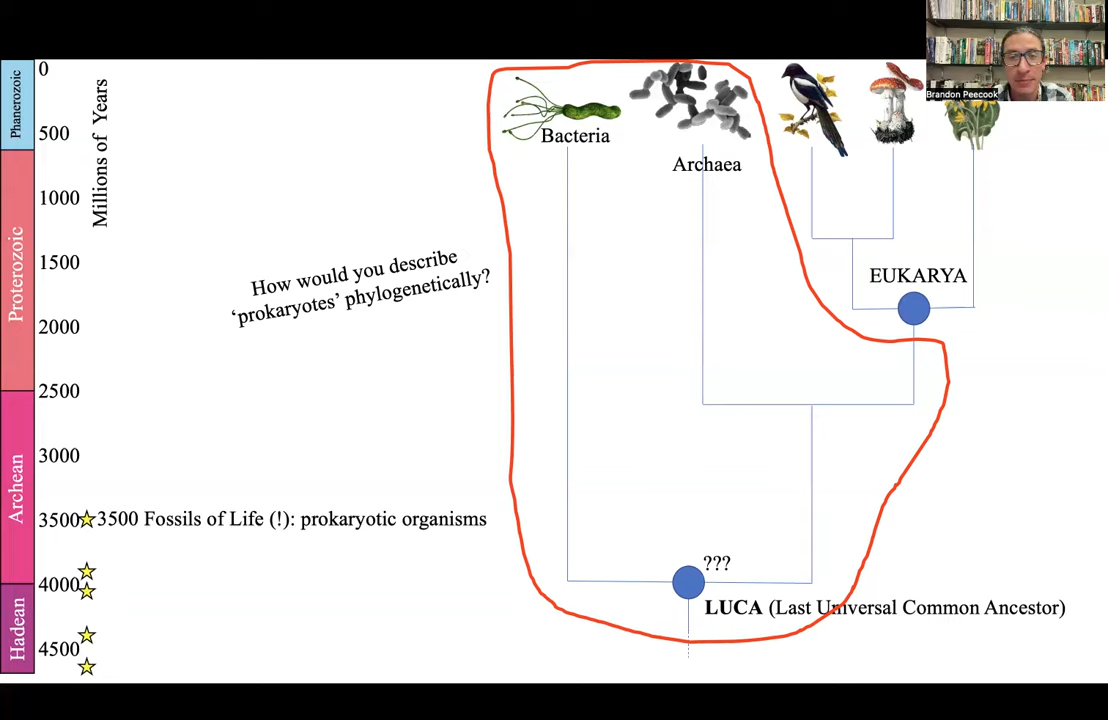 Brandon Peecook
Phanerozoic
Proterozoic
Archean
Hadean
0
500
1000
1500
2000
2500
3000
3500
4000
4500
Millions of Years
Bacteria
Archaea
EUKARYA
How would you describe
‘prokaryotes’ phylogenetically?
3500 Fossils of Life (!): prokaryotic organisms
???
LUCA (Last Universal Common Ancestor)